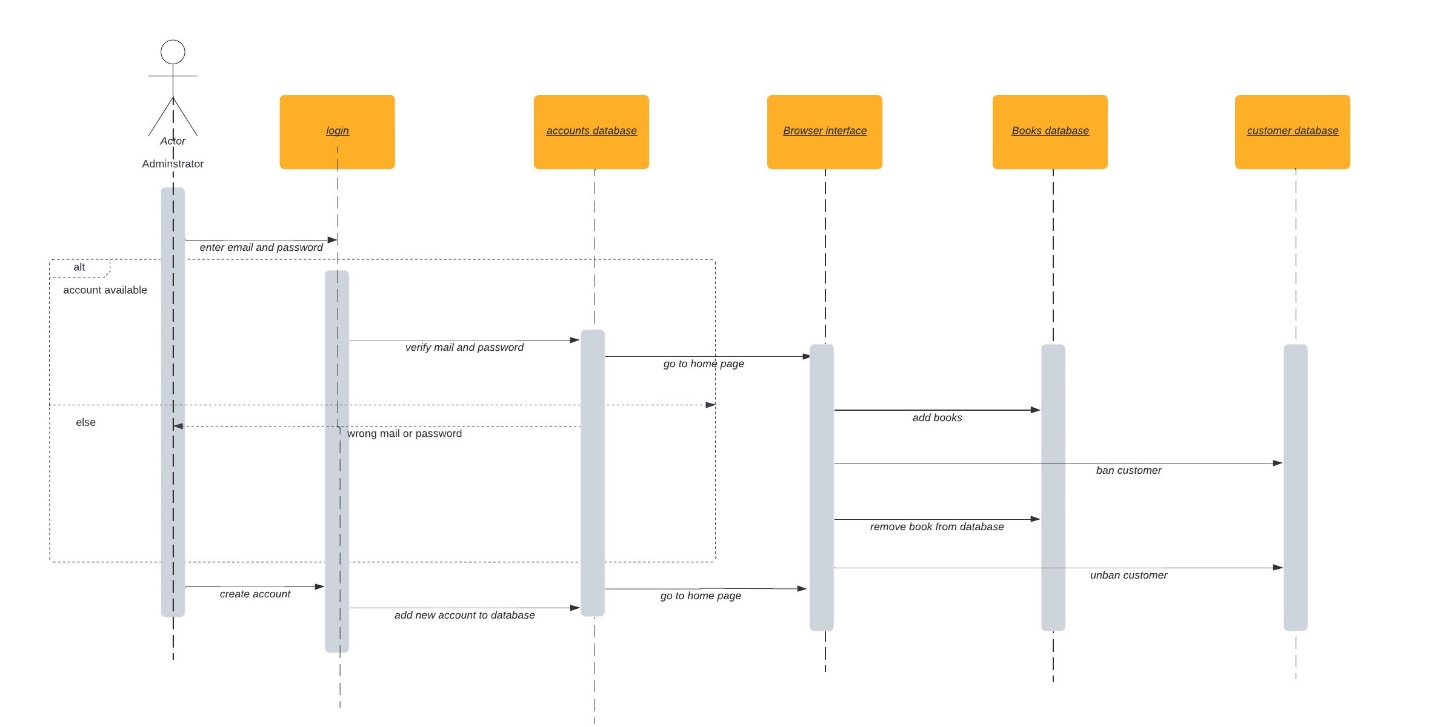 Actor
Adminstrator
login
accounts database
Browser interface
Books database
customer database
enter email and password
alt
account available
verify mail and password
go to home page
add books
else
wrong mail or password
ban customer
remove book from database
unban customer
create account
go to home page
add new account to database